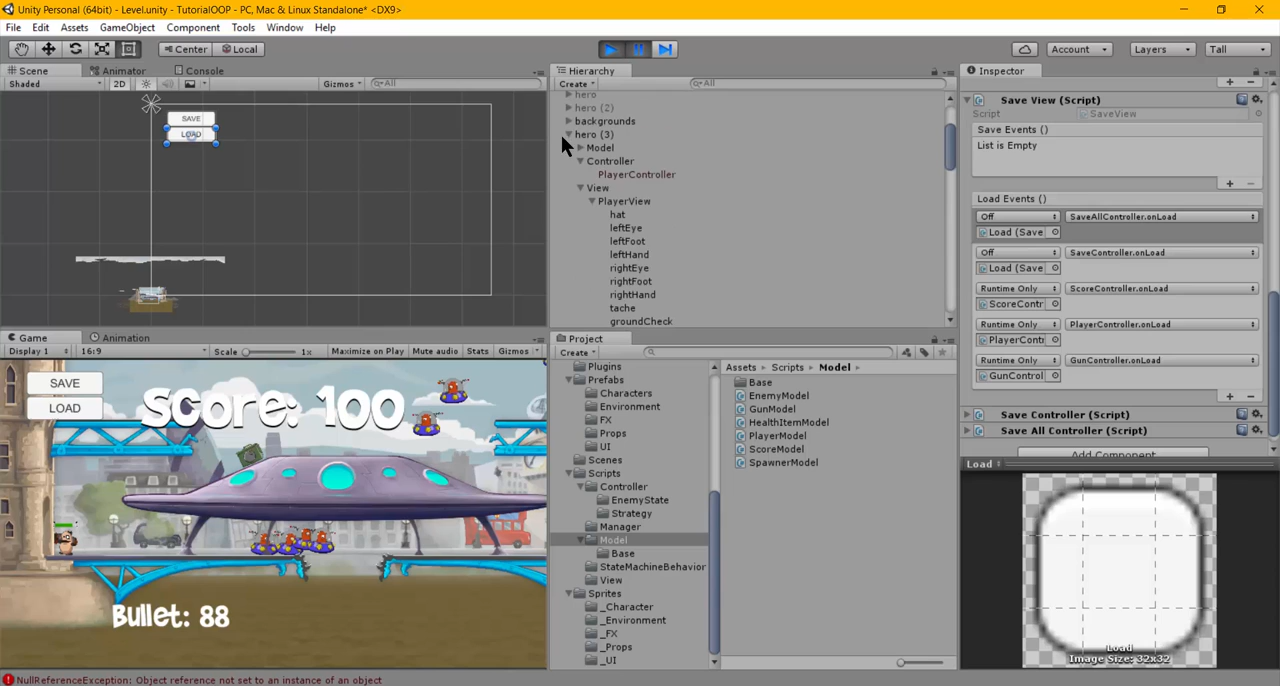 Unity Personal (64bit) - Level.unity - TutorialOOP - PC, Mac & Linux Standalone* <DX9>
File Edit Assets GameObject Component Tools Window Help
Center Local Account Layers Tall
Scene Animator Console
Shaded 2D Gizmos All
SAVE
LOAD
Hierarchy
Create All
hero
hero (2)
backgrounds
hero (3)
Model
Controller
PlayerController
View
PlayerView
hat
leftEye
leftFoot
leftHand
rightEye
rightFoot
rightHand
tache
groundCheck
Inspector
Save View (Script)
Script SaveView
Save Events ()
List is Empty
Load Events ()
Off SaveAllController.onLoad
Load (Save
Off SaveController.onLoad
Load (Save
Runtime Only ScoreController.onLoad
ScoreContr
Runtime Only PlayerController.onLoad
PlayerContr
Runtime Only GunController.onLoad
GunControl
Save Controller (Script)
Save All Controller (Script)
Add Component
Load
Load
Image Size: 32x32
Game Animation
Display 1 16:9 Scale 1x Maximize on Play Mute audio Stats Gizmos
SAVE
LOAD
Score: 100
Bullet: 88
Project
Create
Plugins
Prefabs
Characters
Environment
FX
Props
UI
Scenes
Scripts
Controller
EnemyState
Strategy
Manager
Model
Base
StateMachineBehavior
View
Sprites
_Character
_Environment
_FX
_Props
_UI
Assets Scripts Model
Base
EnemyModel
GunModel
HealthItemModel
PlayerModel
ScoreModel
SpawnerModel
NullReferenceException: Object reference not set to an instance of an object